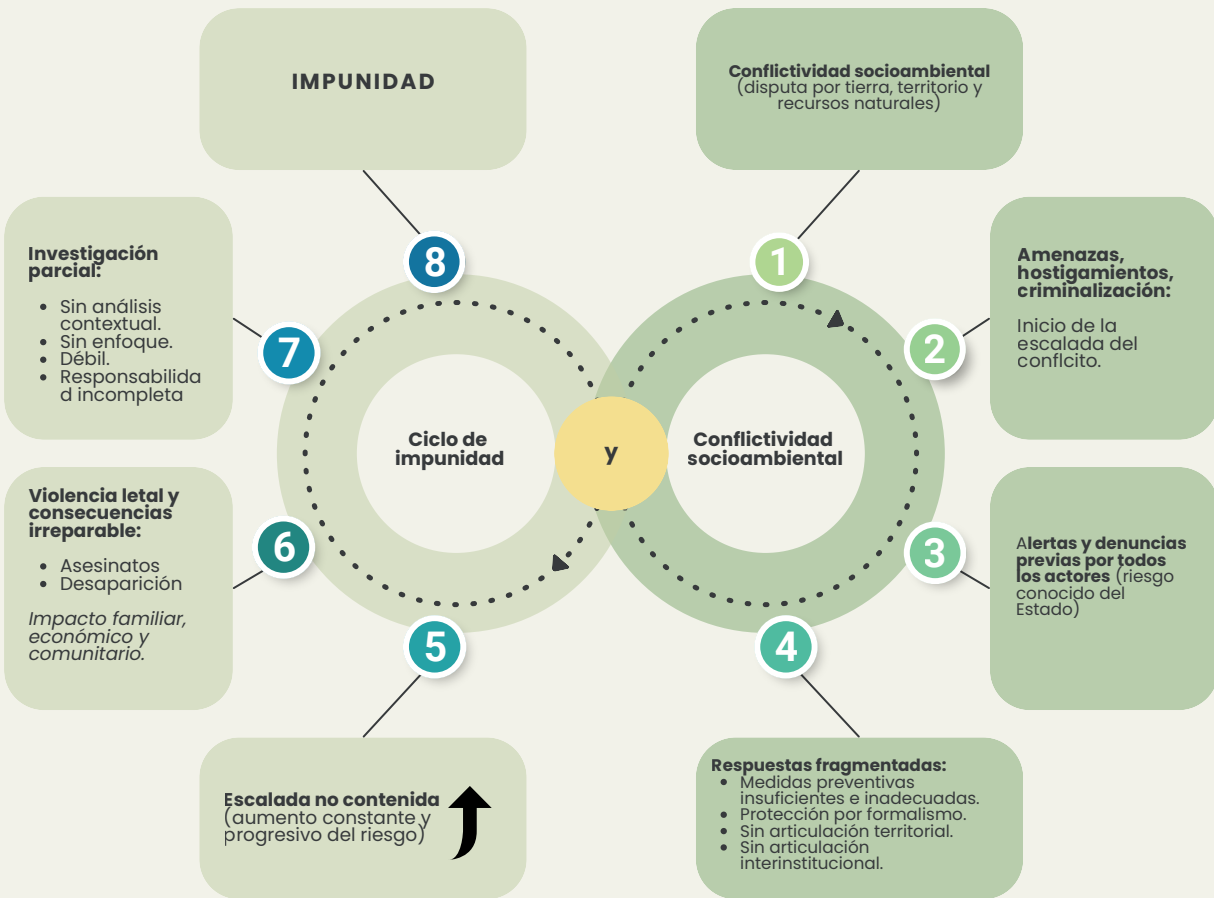 IMPUNIDAD
Conflictividad socioambiental
(disputa por tierra, territorio y
recursos naturales)
8
1
Investigación
parcial:
• Sin análisis
contextual.
• Sin enfoque.
• Débil.
• Responsabilida
d incompleta
7
2
Amenazas,
hostigamientos,
criminalización:
Inicio de la
escalada del
conflcito.
Ciclo de
impunidad
y
Conflictividad
socioambiental
Violencia letal y
consecuencias
irreparable:
• Asesinatos
• Desaparición
Impacto familiar,
económico y
comunitario.
6
3
Alertas y denuncias
previas por todos
los actores (riesgo
conocido del
Estado)
5
4
Escalada no contenida
(aumento constante y
progresivo del riesgo)
Respuestas fragmentadas:
• Medidas preventivas
insuficientes e inadecuadas.
• Protección por formalismo.
• Sin articulación territorial.
• Sin articulación
interinstitucional.